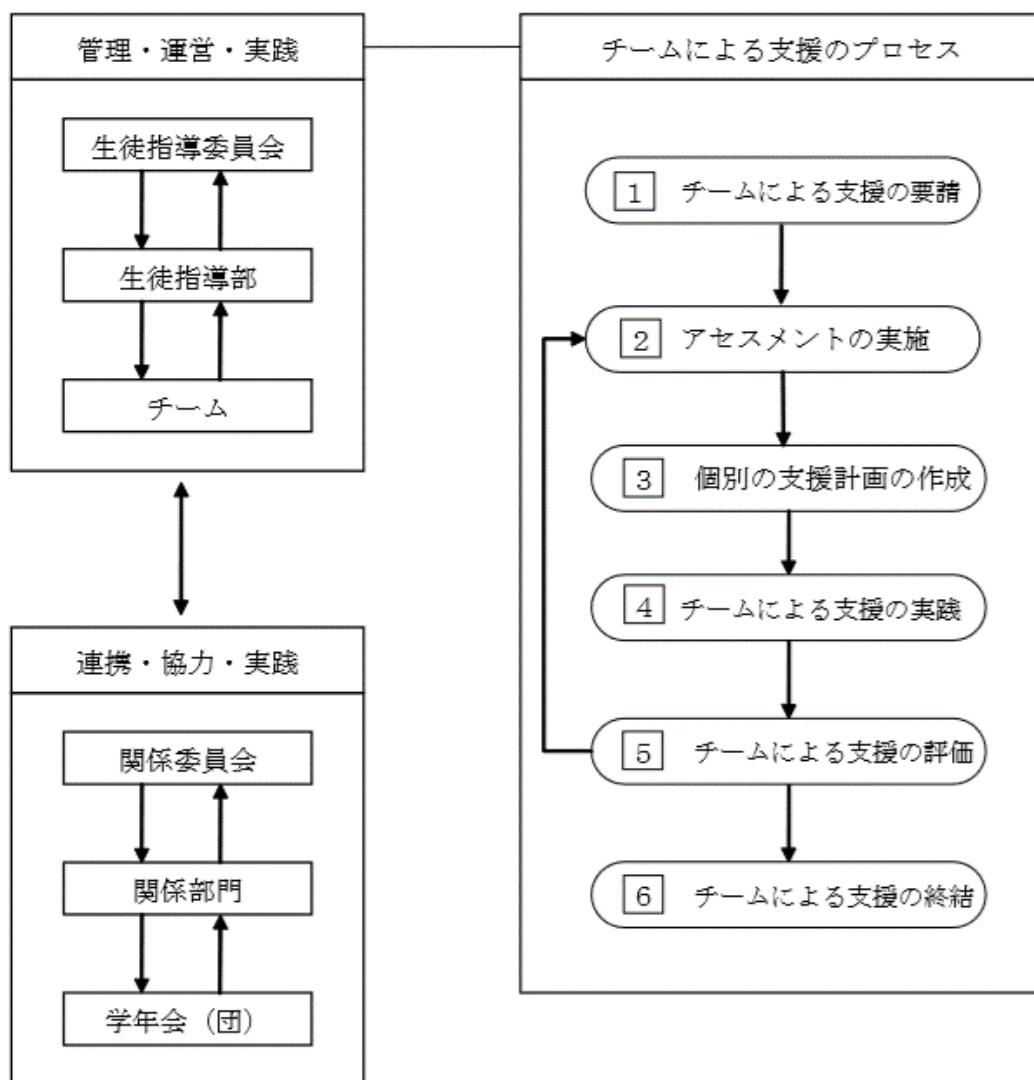 管理・運営・実践
生徒指導委員会
生徒指導部
チーム
連携・協力・実践
関係委員会
関係部門
学年会（団）
チームによる支援のプロセス
1 チームによる支援の要請
2 アセスメントの実施
3 個別の支援計画の作成
4 チームによる支援の実践
5 チームによる支援の評価
6 チームによる支援の終結